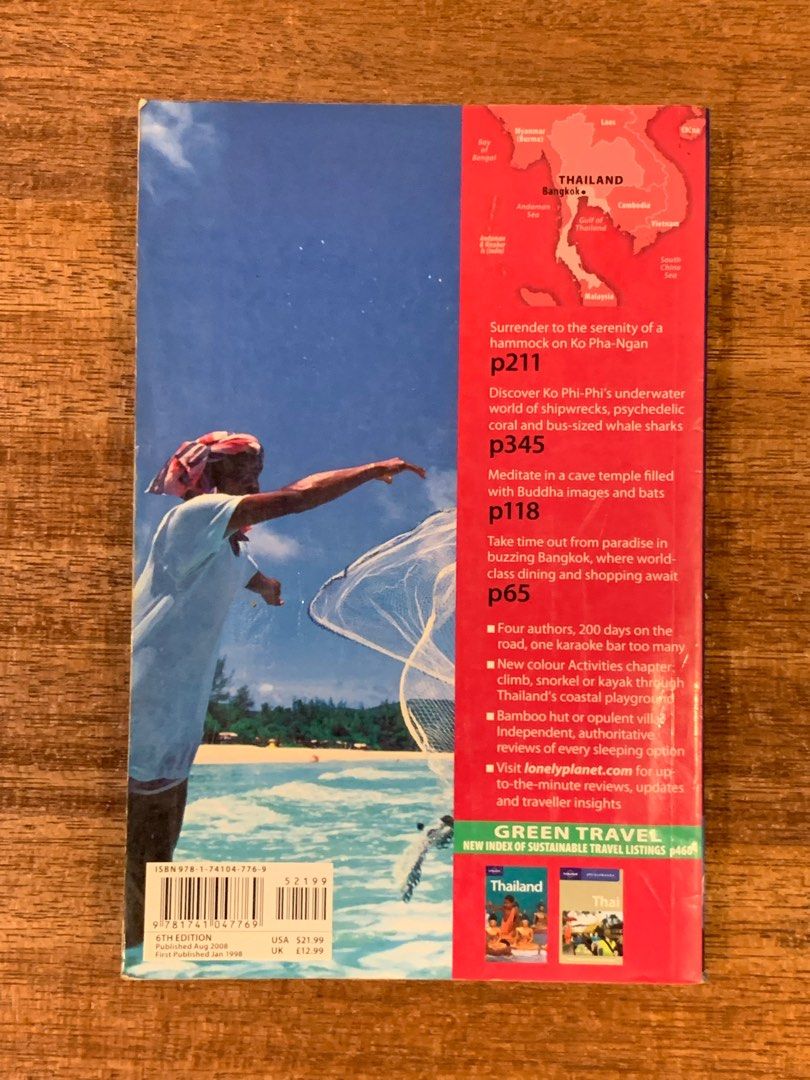 Laos
China
Myanmar
(Burma)
Bay
of
Bengal
THAILAND
Bangkok
Andaman
Sea
Cambodia
Gulf of
Thailand
Vietnam
Andaman
& Nicobar
Is (India)
South
China
Sea
Malaysia
Surrender to the serenity of a
hammock on Ko Pha-Ngan
p211
Discover Ko Phi-Phi's underwater
world of shipwrecks, psychedelic
coral and bus-sized whale sharks
p345
Meditate in a cave temple filled
with Buddha images and bats
p118
Take time out from paradise in
buzzing Bangkok, where world-
class dining and shopping await
p65
Four authors, 200 days on the
road, one karaoke bar too many
New colour Activities chapter:
climb, snorkel or kayak through
Thailand's coastal playground
Bamboo hut or opulent villa?
Independent, authoritative
reviews of every sleeping option
Visit lonelyplanet.com for up-
to-the-minute reviews, updates
and traveller insights
GREEN TRAVEL
NEW INDEX OF SUSTAINABLE TRAVEL LISTINGS p460
Thailand
Thai
ISBN 978-1-74104-776-9
52199
9 781741 047769
6TH EDITION
Published Aug 2008
First Published Jan 1998
USA $21.99
UK £12.99